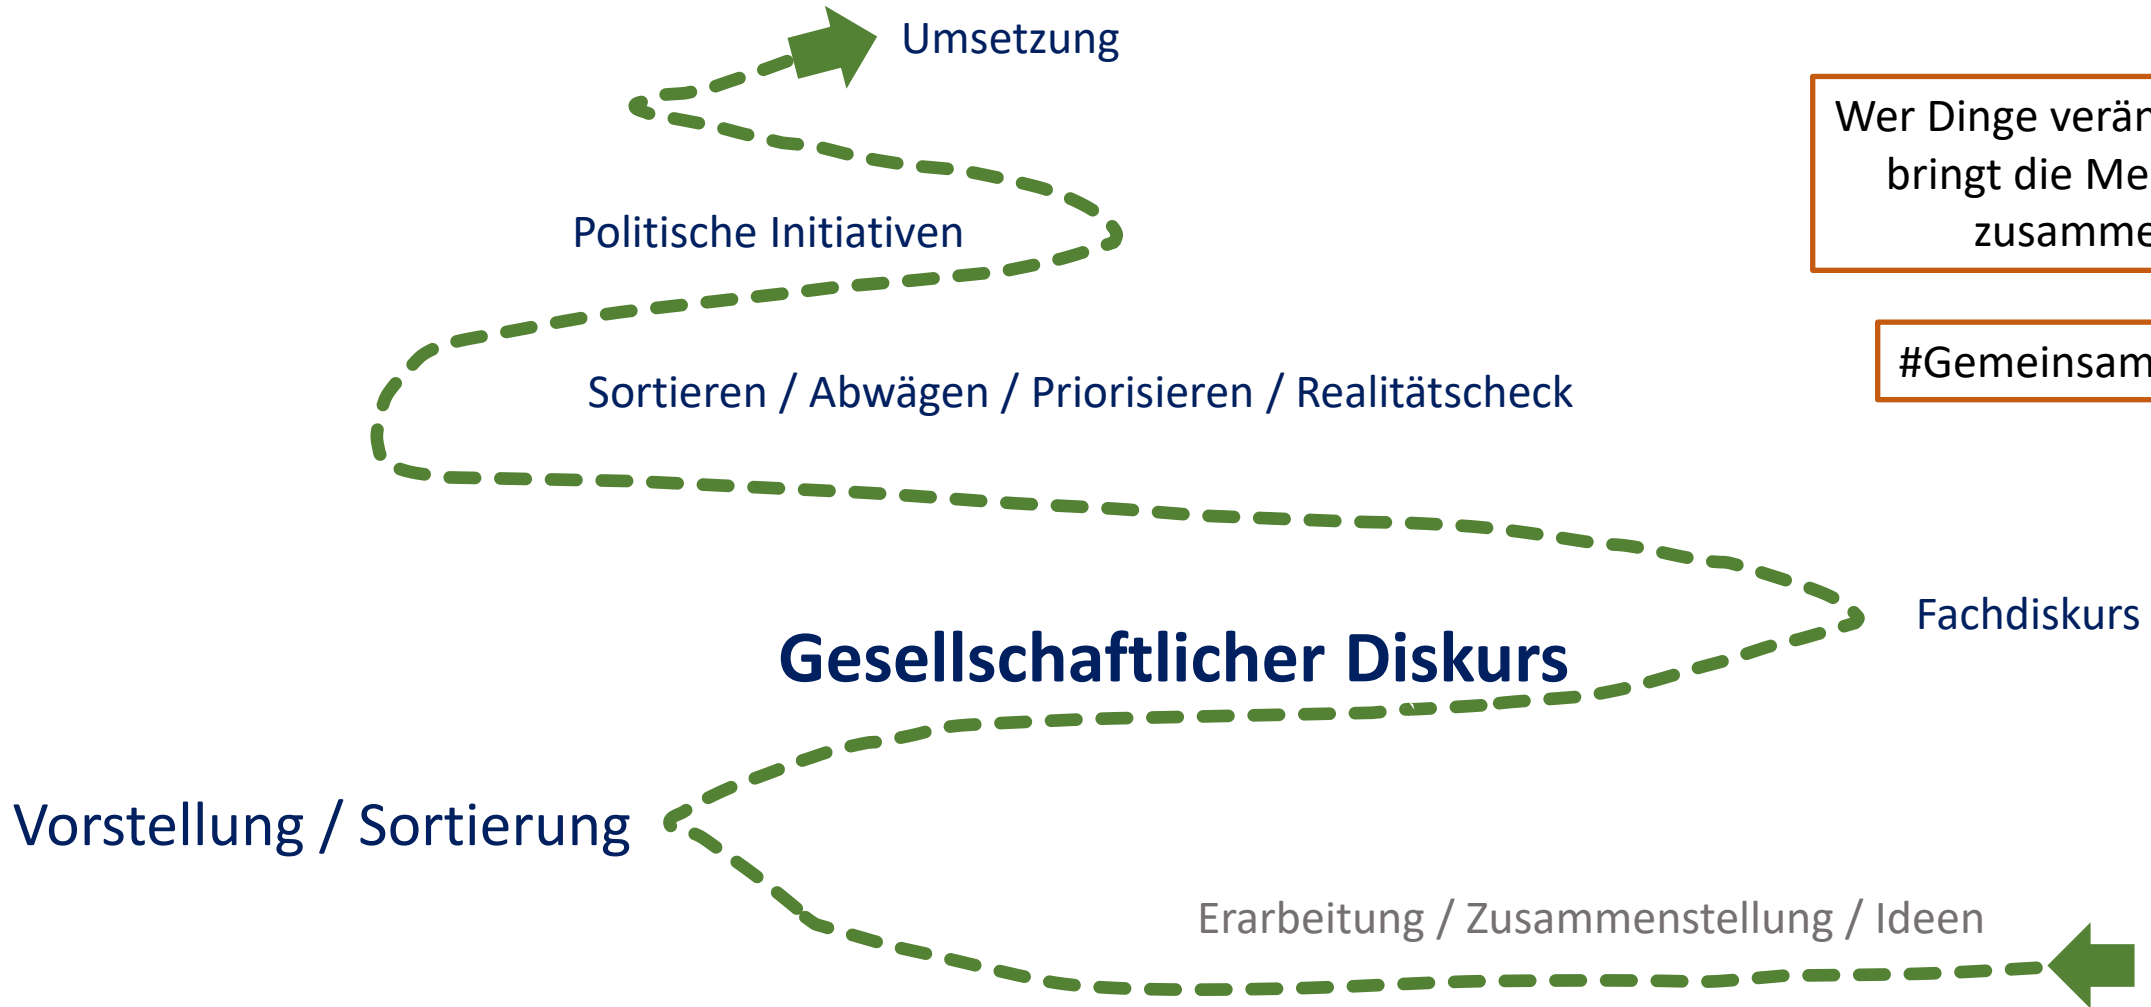 Umsetzung
Wer Dinge verän
bringt die Me
zusamme
Politische Initiativen
#Gemeinsam
Sortieren / Abwägen / Priorisieren / Realitätscheck
Fachdiskurs
Gesellschaftlicher Diskurs
Vorstellung / Sortierung
Erarbeitung / Zusammenstellung / Ideen